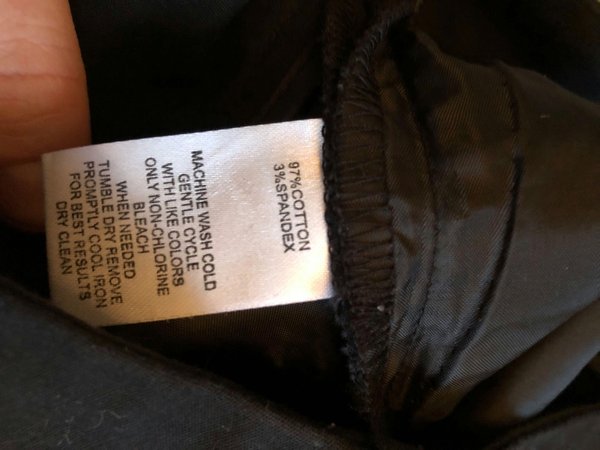 97%COTTON
3%SPANDEX
MACHINE WASH COLD
GENTLE CYCLE
WITH LIKE COLORS
ONLY NON-CHLORINE
BLEACH
WHEN NEEDED
TUMBLE DRY REMOVE
PROMPTLY COOL IRON
FOR BEST RESULTS
DRY CLEAN